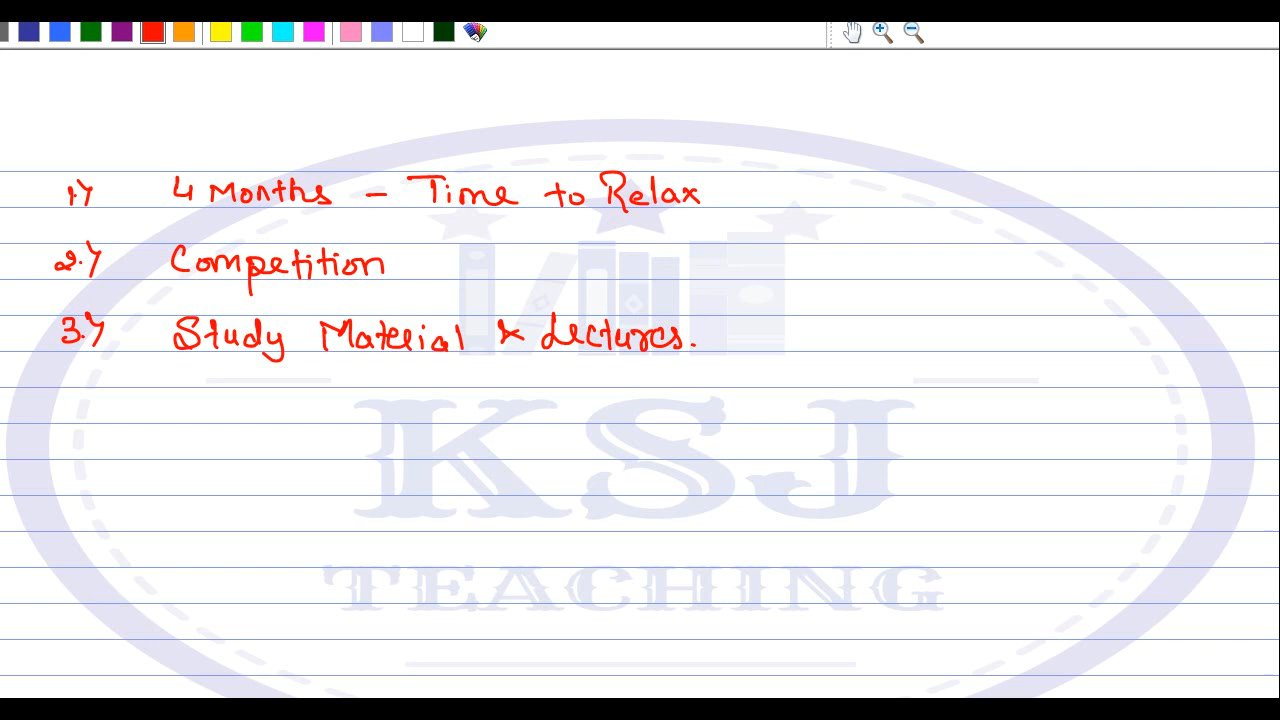 1.) 4 Months - Time to Relax
2.) Competition
3.) Study Material & Lectures.
KSJ
TEACHING